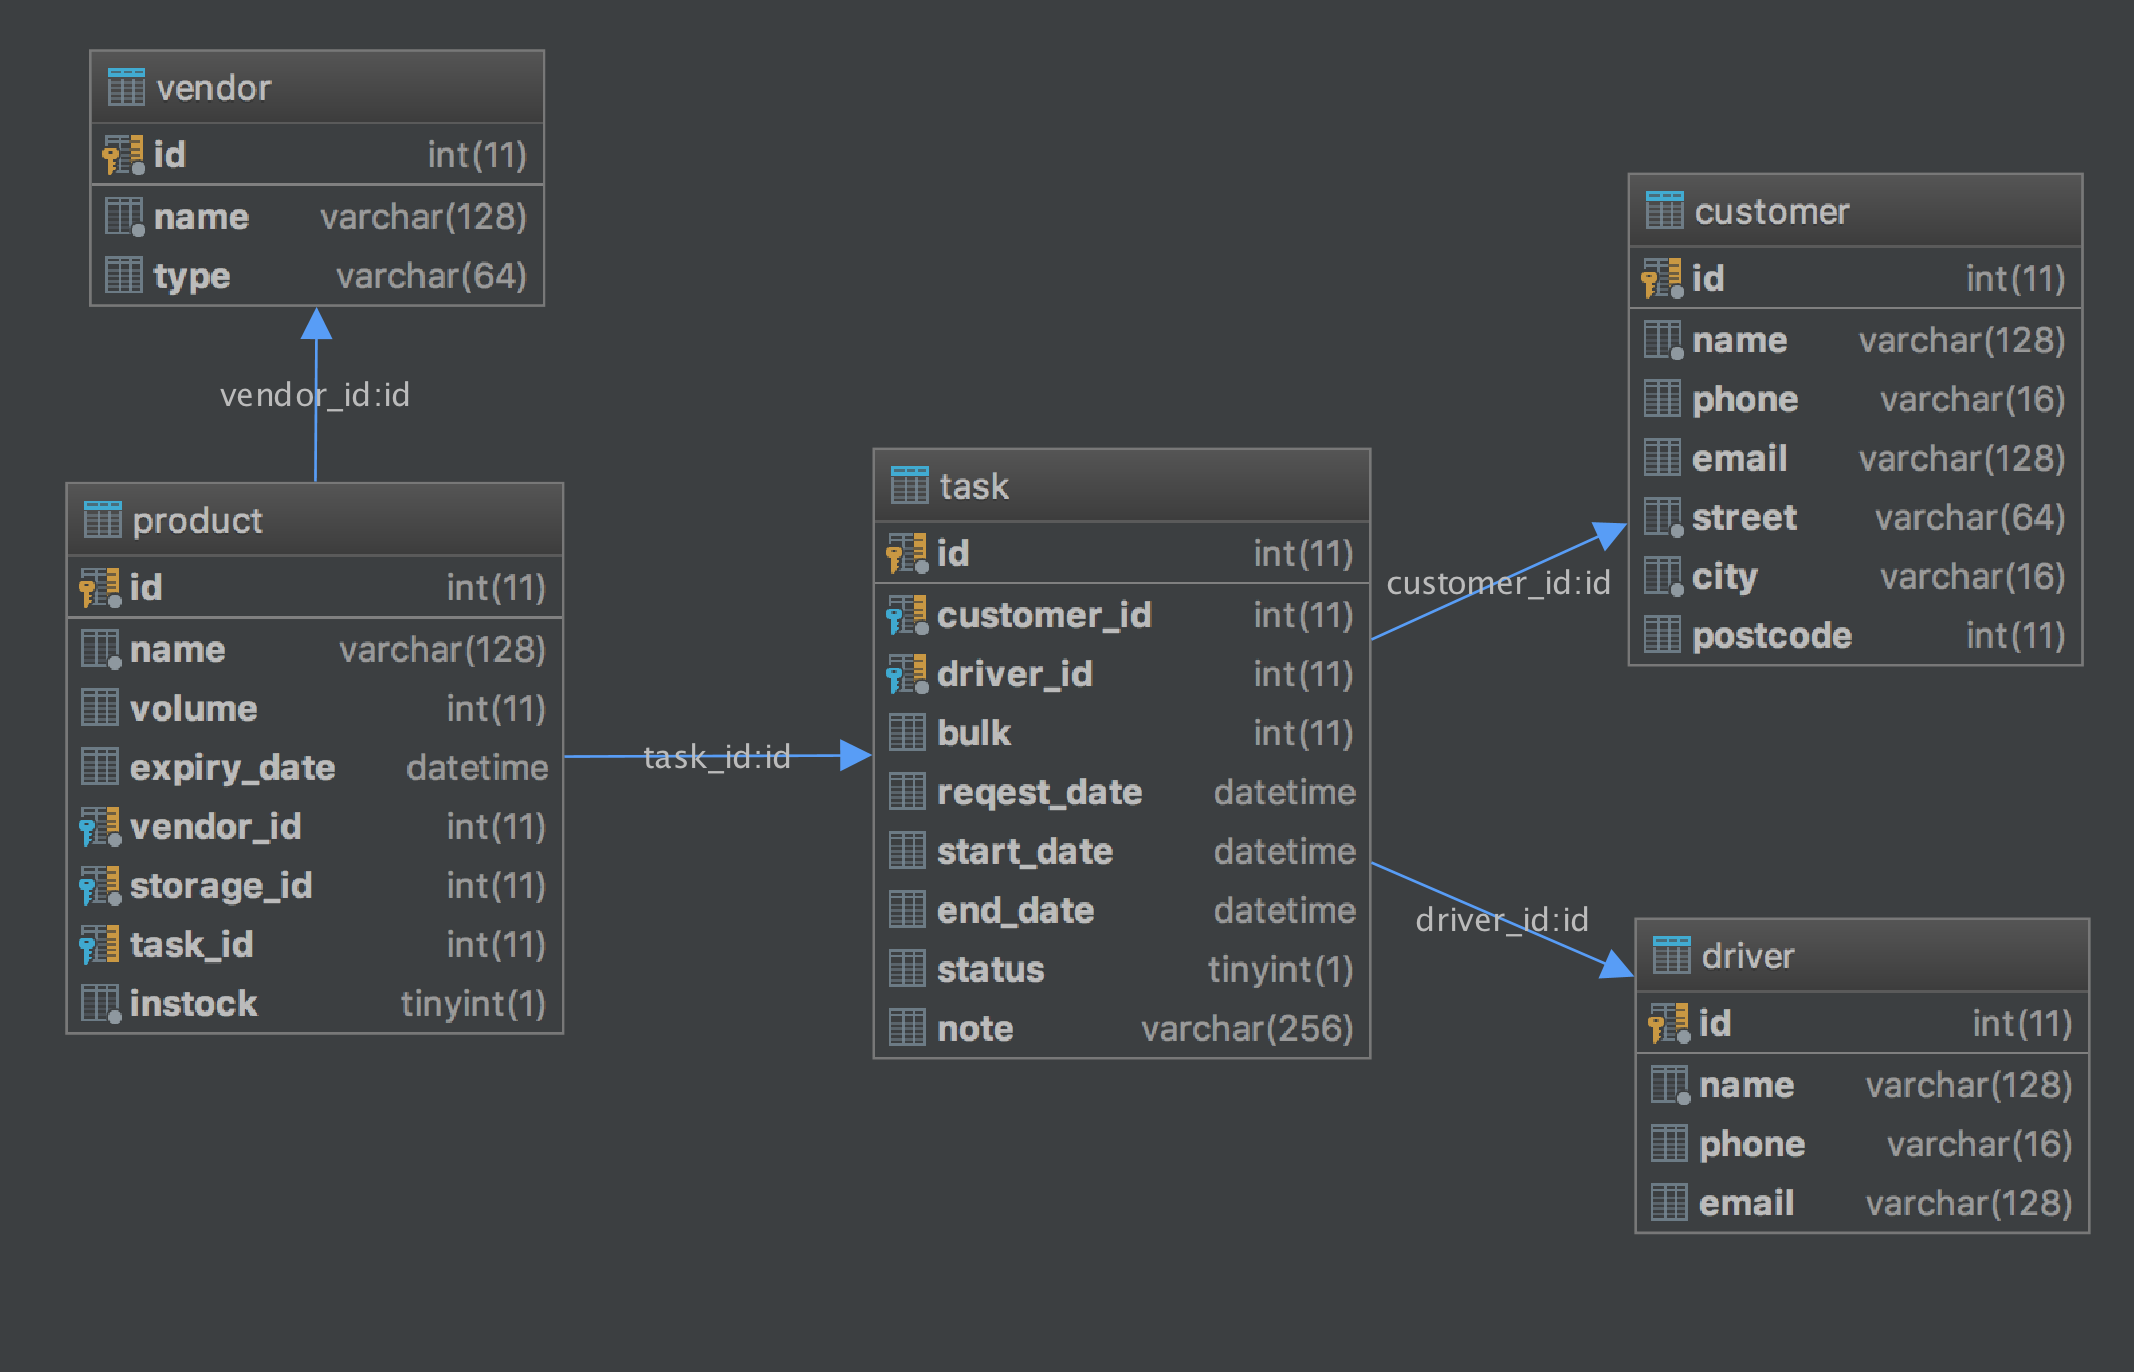 vendor
id int(11)
name varchar(128)
type varchar(64)
vendor_id:id
product
id int(11)
name varchar(128)
volume int(11)
expiry_date datetime
vendor_id int(11)
storage_id int(11)
task_id int(11)
instock tinyint(1)
task_id:id
task
id int(11)
customer_id int(11)
driver_id int(11)
bulk int(11)
reqest_date datetime
start_date datetime
end_date datetime
status tinyint(1)
note varchar(256)
customer_id:id
customer
id int(11)
name varchar(128)
phone varchar(16)
email varchar(128)
street varchar(64)
city varchar(16)
postcode int(11)
driver_id:id
driver
id int(11)
name varchar(128)
phone varchar(16)
email varchar(128)